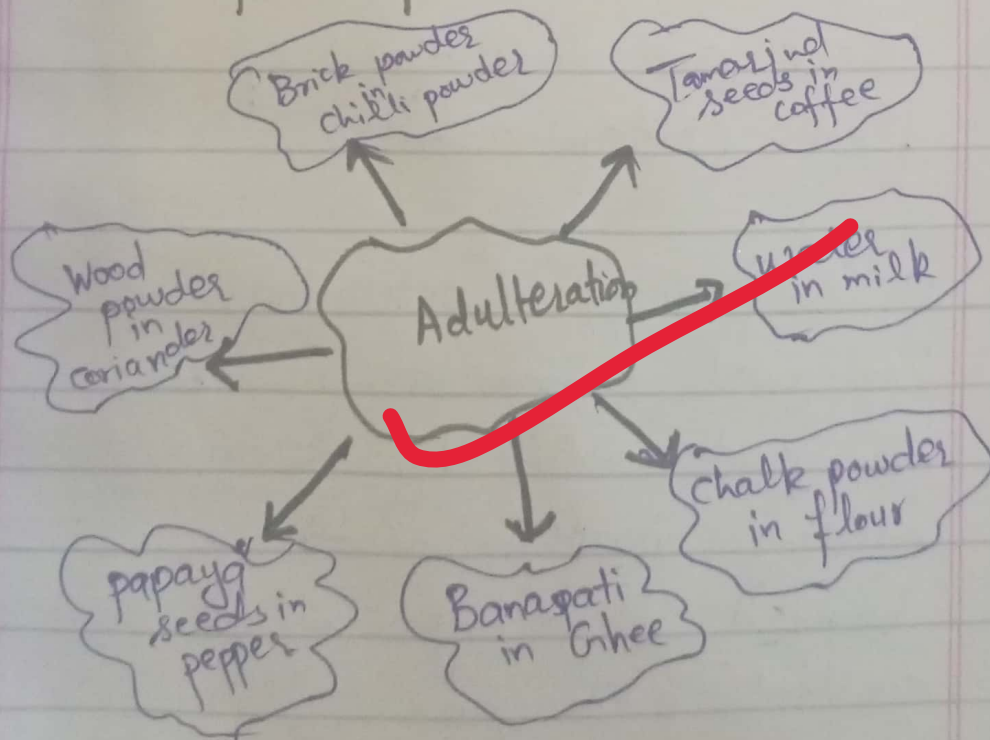 Brick powder
in
chilli powder
Tamarind
seeds in
coffee
Wood
powder
in
coriander
Adulteration
in milk
chalk powder
in flour
papaya
seeds in
pepper
Banaspati
in Ghee